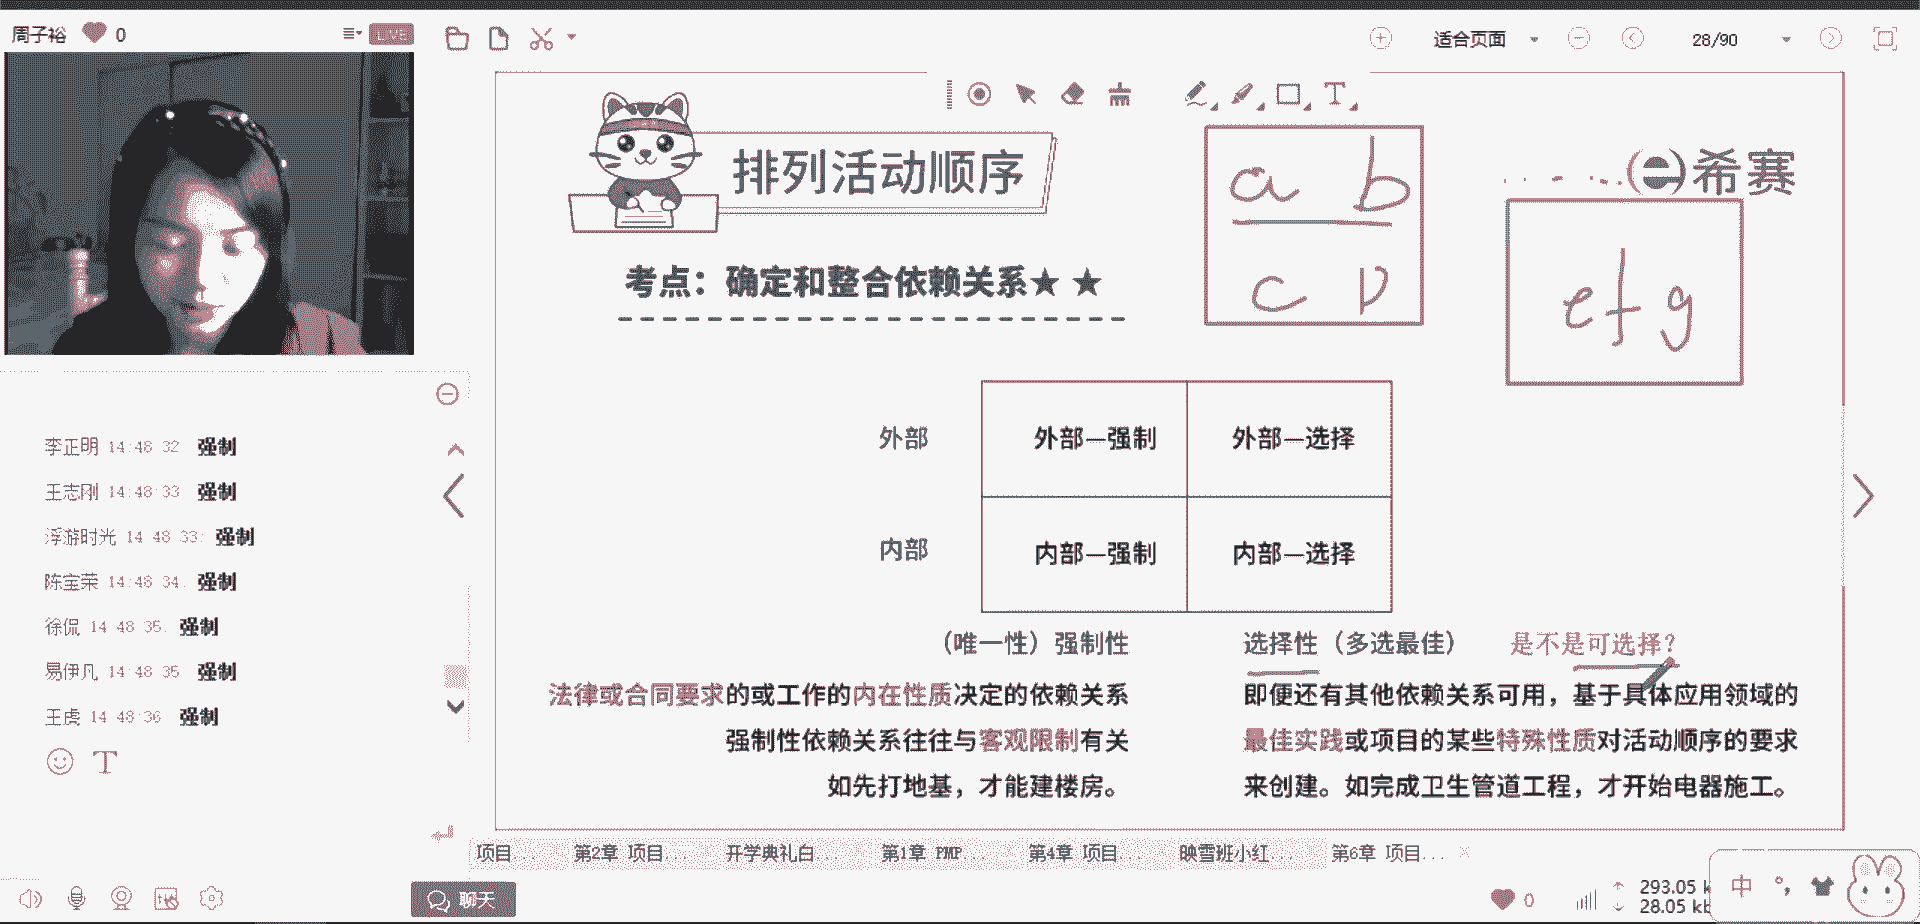 周子裕 0 LIVE
适合页面 28/90
排列活动顺序
a b
c D
希赛
e f g
考点：确定和整合依赖关系★ ★
外部 外部—强制 外部—选择
内部 内部—强制 内部—选择
（唯一性）强制性
法律或合同要求的或工作的内在性质决定的依赖关系
强制性依赖关系往往与客观限制有关
如先打地基，才能建楼房。
选择性（多选最佳） 是不是可选择？
即便还有其他依赖关系可用，基于具体应用领域的
最佳实践或项目的某些特殊性质对活动顺序的要求
来创建。如完成卫生管道工程，才开始电器施工。
李正明 14:48:32 强制
王志刚 14:48:33 强制
浮游时光 14:48:33: 强制
陈宝荣 14:48:34 强制
徐侃 14:48:35 强制
易伊凡 14:48:35 强制
王虎 14:48:36 强制
项目... 第2章 项目... 开学典礼白... 第1章 PMP... 第4章 项目... 映雪班小红... 第6章 项目...
聊天
0
293.05 k
28.05 kb
中